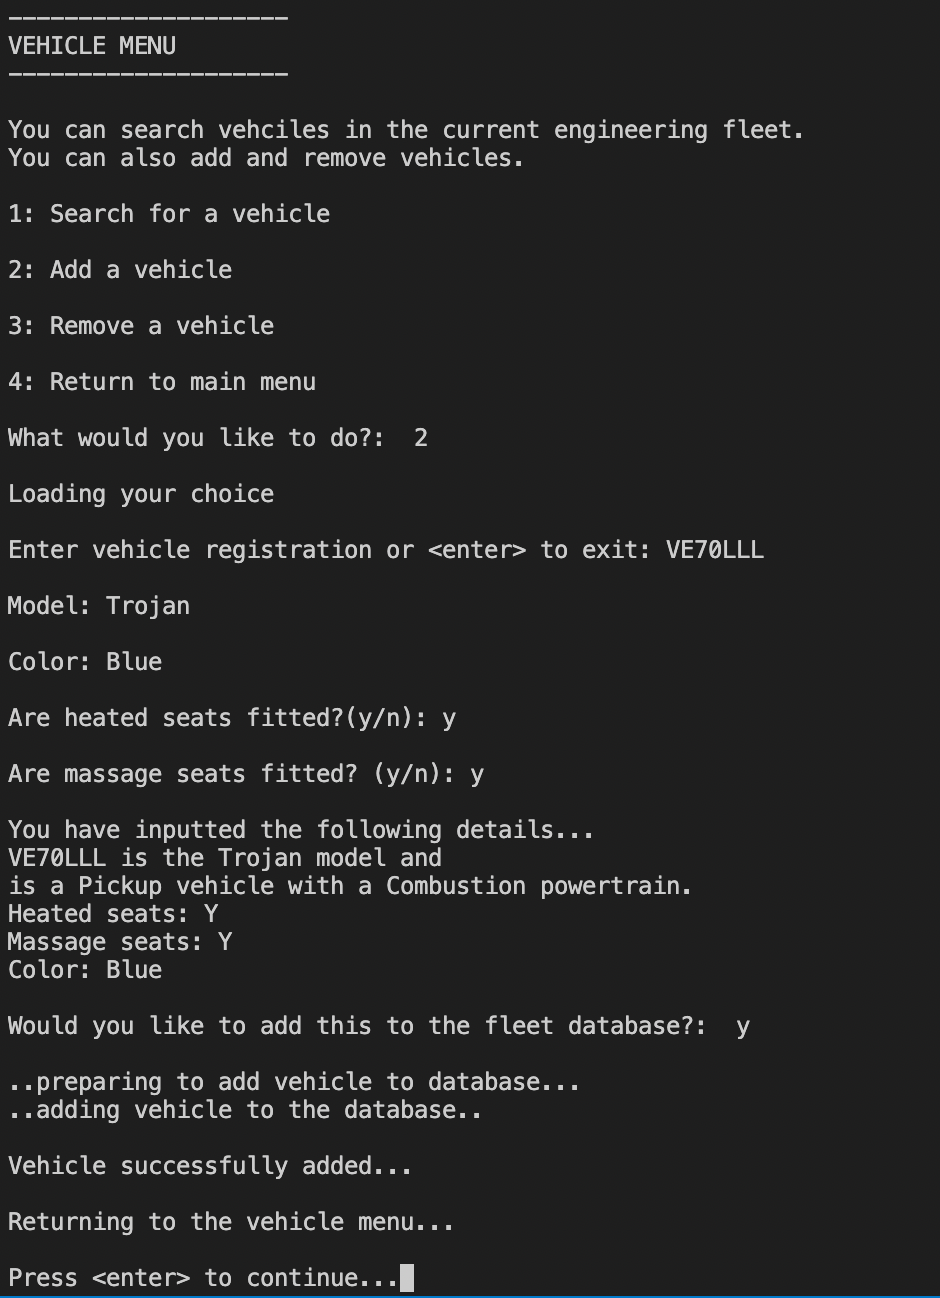 --------------------
VEHICLE MENU
--------------------
You can search vehciles in the current engineering fleet.
You can also add and remove vehicles.
1: Search for a vehicle
2: Add a vehicle
3: Remove a vehicle
4: Return to main menu
What would you like to do?:  2
Loading your choice
Enter vehicle registration or <enter> to exit: VE70LLL
Model: Trojan
Color: Blue
Are heated seats fitted?(y/n): y
Are massage seats fitted? (y/n): y
You have inputted the following details...
VE70LLL is the Trojan model and
is a Pickup vehicle with a Combustion powertrain.
Heated seats: Y
Massage seats: Y
Color: Blue
Would you like to add this to the fleet database?:  y
..preparing to add vehicle to database...
..adding vehicle to the database..
Vehicle successfully added...
Returning to the vehicle menu...
Press <enter> to continue...